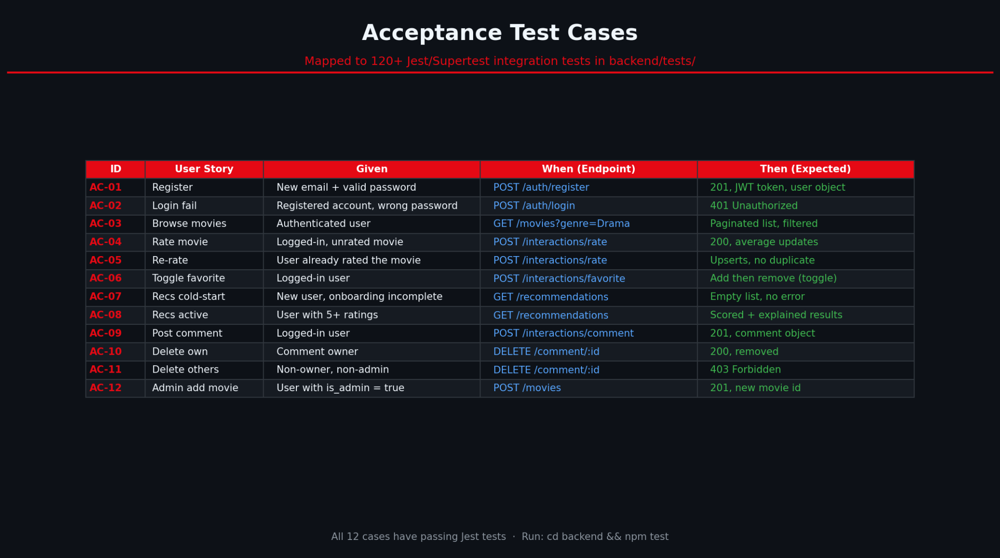 Acceptance Test Cases
Mapped to 120+ Jest/Supertest integration tests in backend/tests/
ID User Story Given When (Endpoint) Then (Expected)
AC-01 Register New email + valid password POST /auth/register 201, JWT token, user object
AC-02 Login fail Registered account, wrong password POST /auth/login 401 Unauthorized
AC-03 Browse movies Authenticated user GET /movies?genre=Drama Paginated list, filtered
AC-04 Rate movie Logged-in, unrated movie POST /interactions/rate 200, average updates
AC-05 Re-rate User already rated the movie POST /interactions/rate Upserts, no duplicate
AC-06 Toggle favorite Logged-in user POST /interactions/favorite Add then remove (toggle)
AC-07 Recs cold-start New user, onboarding incomplete GET /recommendations Empty list, no error
AC-08 Recs active User with 5+ ratings GET /recommendations Scored + explained results
AC-09 Post comment Logged-in user POST /interactions/comment 201, comment object
AC-10 Delete own Comment owner DELETE /comment/:id 200, removed
AC-11 Delete others Non-owner, non-admin DELETE /comment/:id 403 Forbidden
AC-12 Admin add movie User with is_admin = true POST /movies 201, new movie id
All 12 cases have passing Jest tests · Run: cd backend && npm test